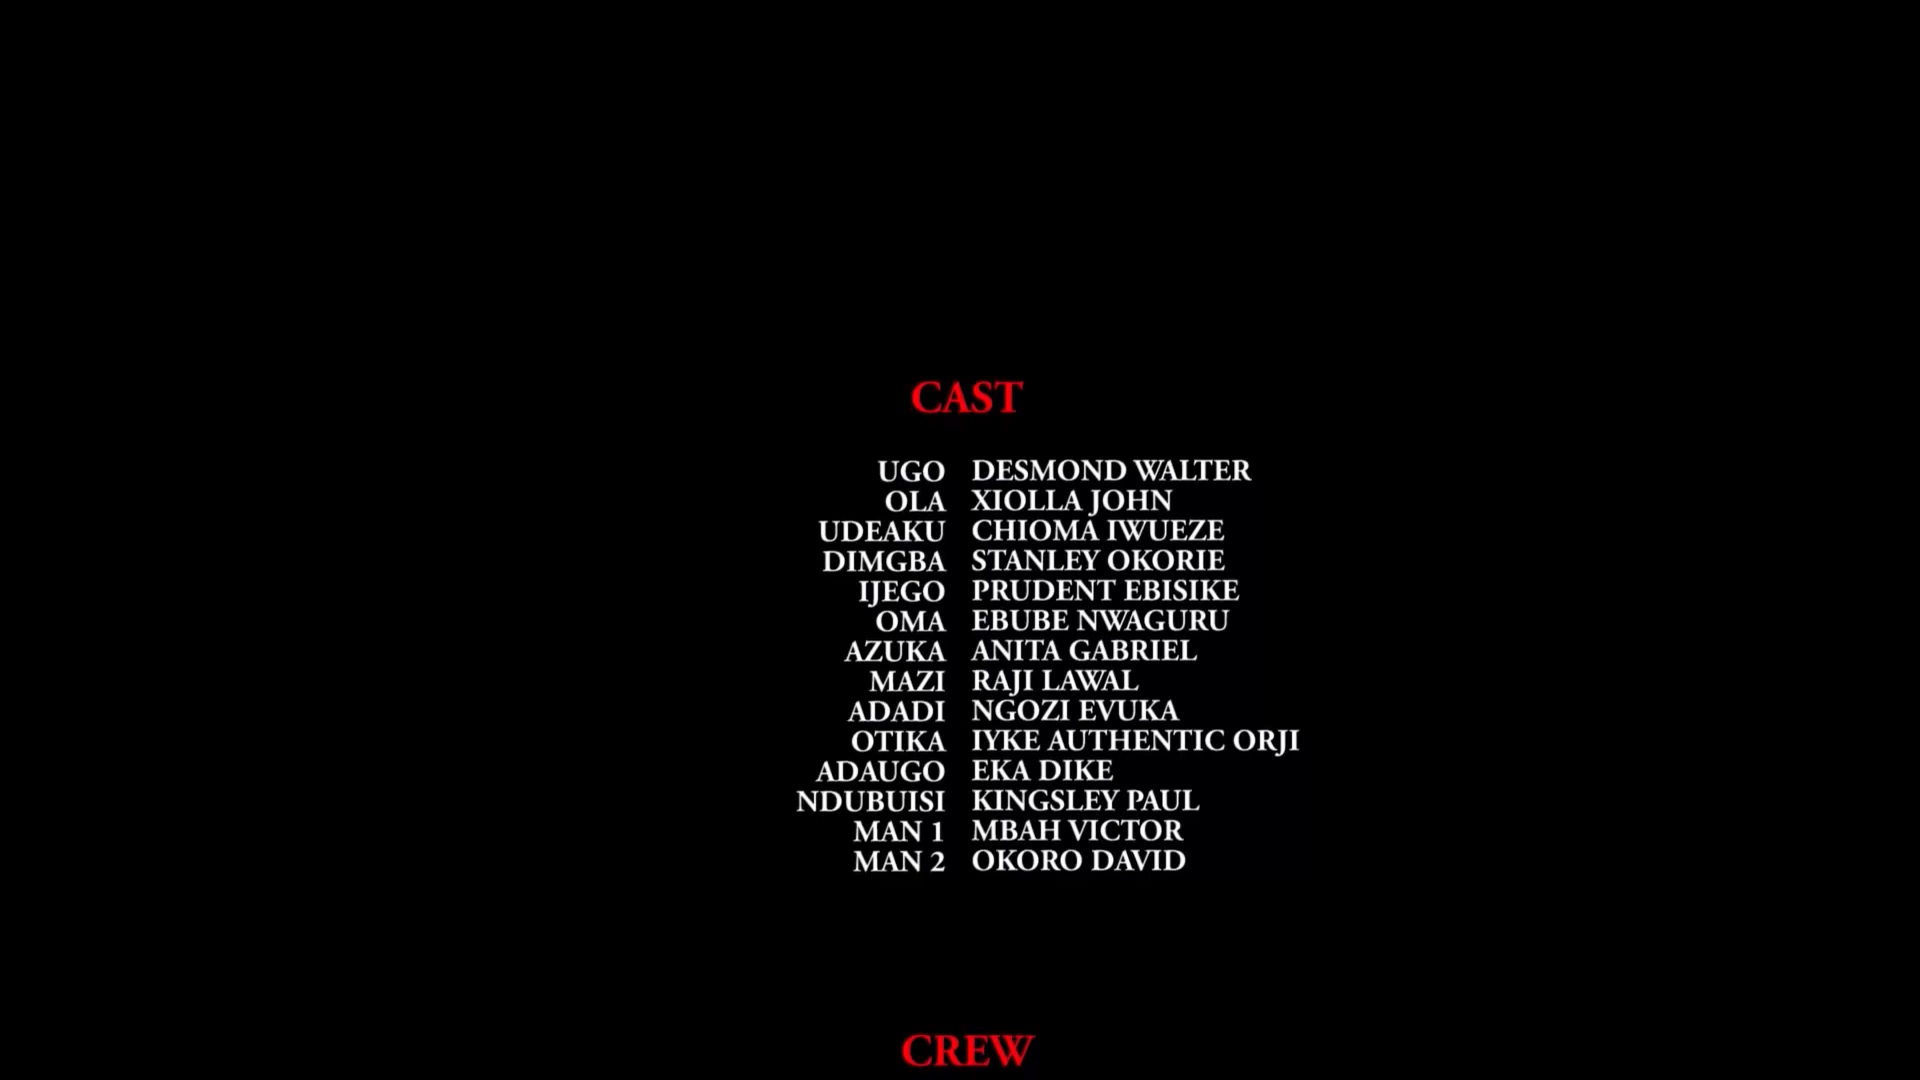 CAST
UGO DESMOND WALTER
OLA XIOLLA JOHN
UDEAKU CHIOMA IWUEZE
DIMGBA STANLEY OKORIE
IJEGO PRUDENT EBISIKE
OMA EBUBE NWAGURU
AZUKA ANITA GABRIEL
MAZI RAJI LAWAL
ADADI NGOZI EVUKA
OTIKA IYKE AUTHENTIC ORJI
ADAUGO EKA DIKE
NDUBUISI KINGSLEY PAUL
MAN 1 MBAH VICTOR
MAN 2 OKORO DAVID
CREW